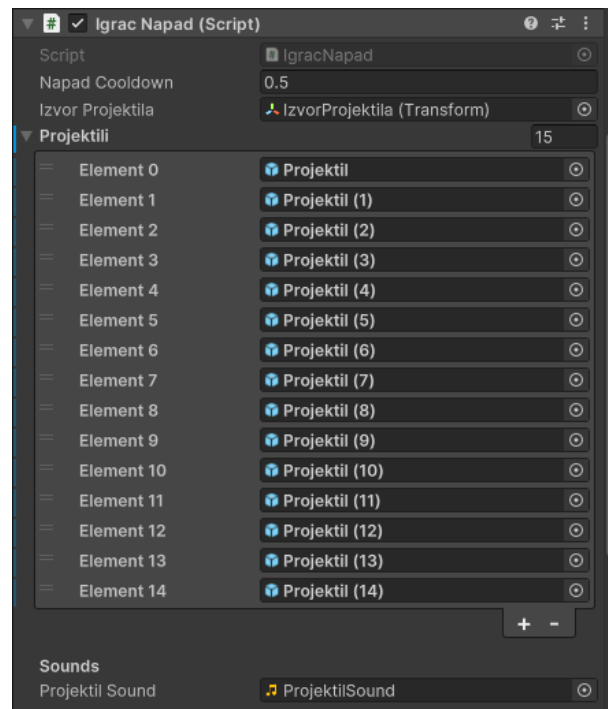 # Igrac Napad (Script)
Script IgracNapad
Napad Cooldown 0.5
Izvor Projektila IzvorProjektila (Transform)
Projektili 15
Element 0 Projektil
Element 1 Projektil (1)
Element 2 Projektil (2)
Element 3 Projektil (3)
Element 4 Projektil (4)
Element 5 Projektil (5)
Element 6 Projektil (6)
Element 7 Projektil (7)
Element 8 Projektil (8)
Element 9 Projektil (9)
Element 10 Projektil (10)
Element 11 Projektil (11)
Element 12 Projektil (12)
Element 13 Projektil (13)
Element 14 Projektil (14)
+ -
Sounds
Projektil Sound ProjektilSound